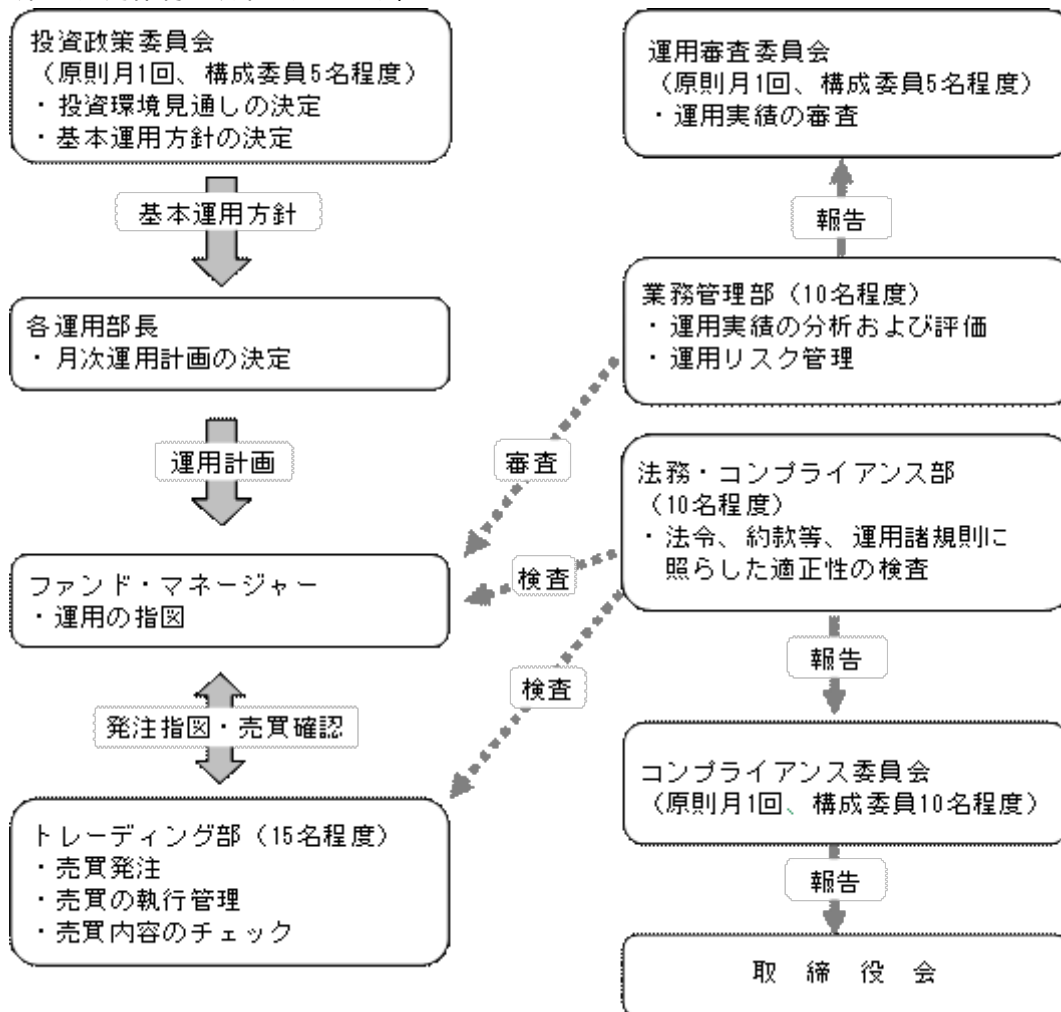 投資政策委員会
（原則月1回、構成委員5名程度）
・投資環境見通しの決定
・基本運用方針の決定
基本運用方針
各運用部長
・月次運用計画の決定
運用計画
ファンド・マネージャー
・運用の指図
発注指図・売買確認
トレーディング部（15名程度）
・売買発注
・売買の執行管理
・売買内容のチェック
運用審査委員会
（原則月1回、構成委員5名程度）
・運用実績の審査
報告
業務管理部（10名程度）
・運用実績の分析および評価
・運用リスク管理
審査
法務・コンプライアンス部
（10名程度）
・法令、約款等、運用諸規則に
照らした適正性の検査
検査
検査
報告
コンプライアンス委員会
（原則月1回、構成委員10名程度）
報告
取締役会